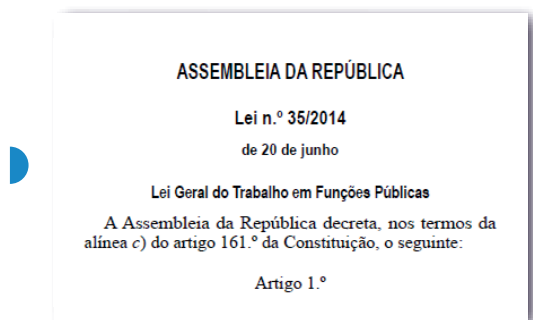 ASSEMBLEIA DA REPÚBLICA
Lei n.º 35/2014
de 20 de junho
Lei Geral do Trabalho em Funções Públicas
A Assembleia da República decreta, nos termos da
alínea c) do artigo 161.º da Constituição, o seguinte:
Artigo 1.º